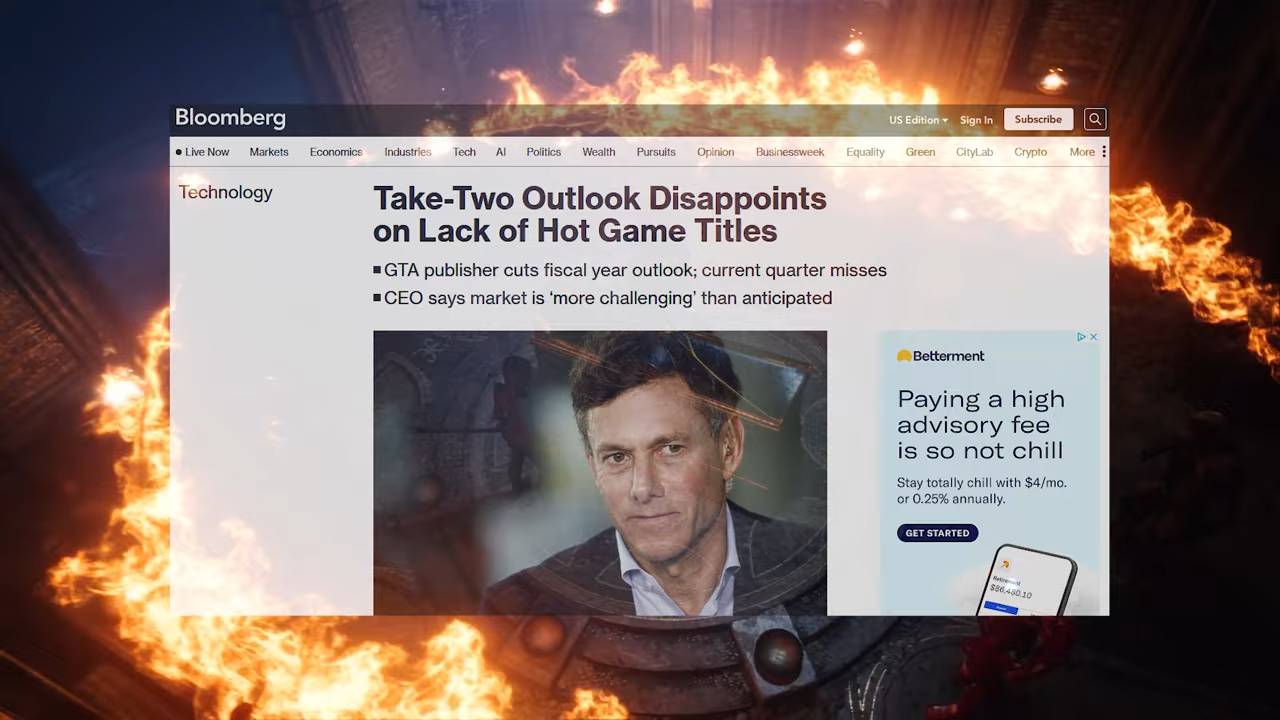 Bloomberg
US Edition
Sign In
Subscribe
Live Now
Markets
Economics
Industries
Tech
AI
Politics
Wealth
Pursuits
Opinion
Businessweek
Equality
Green
CityLab
Crypto
More
Technology
Take-Two Outlook Disappoints
on Lack of Hot Game Titles
GTA publisher cuts fiscal year outlook; current quarter misses
CEO says market is ‘more challenging’ than anticipated
Betterment
Paying a high
advisory fee
is so not chill
Stay totally chill with $4/mo.
or 0.25% annually.
GET STARTED
Retirement